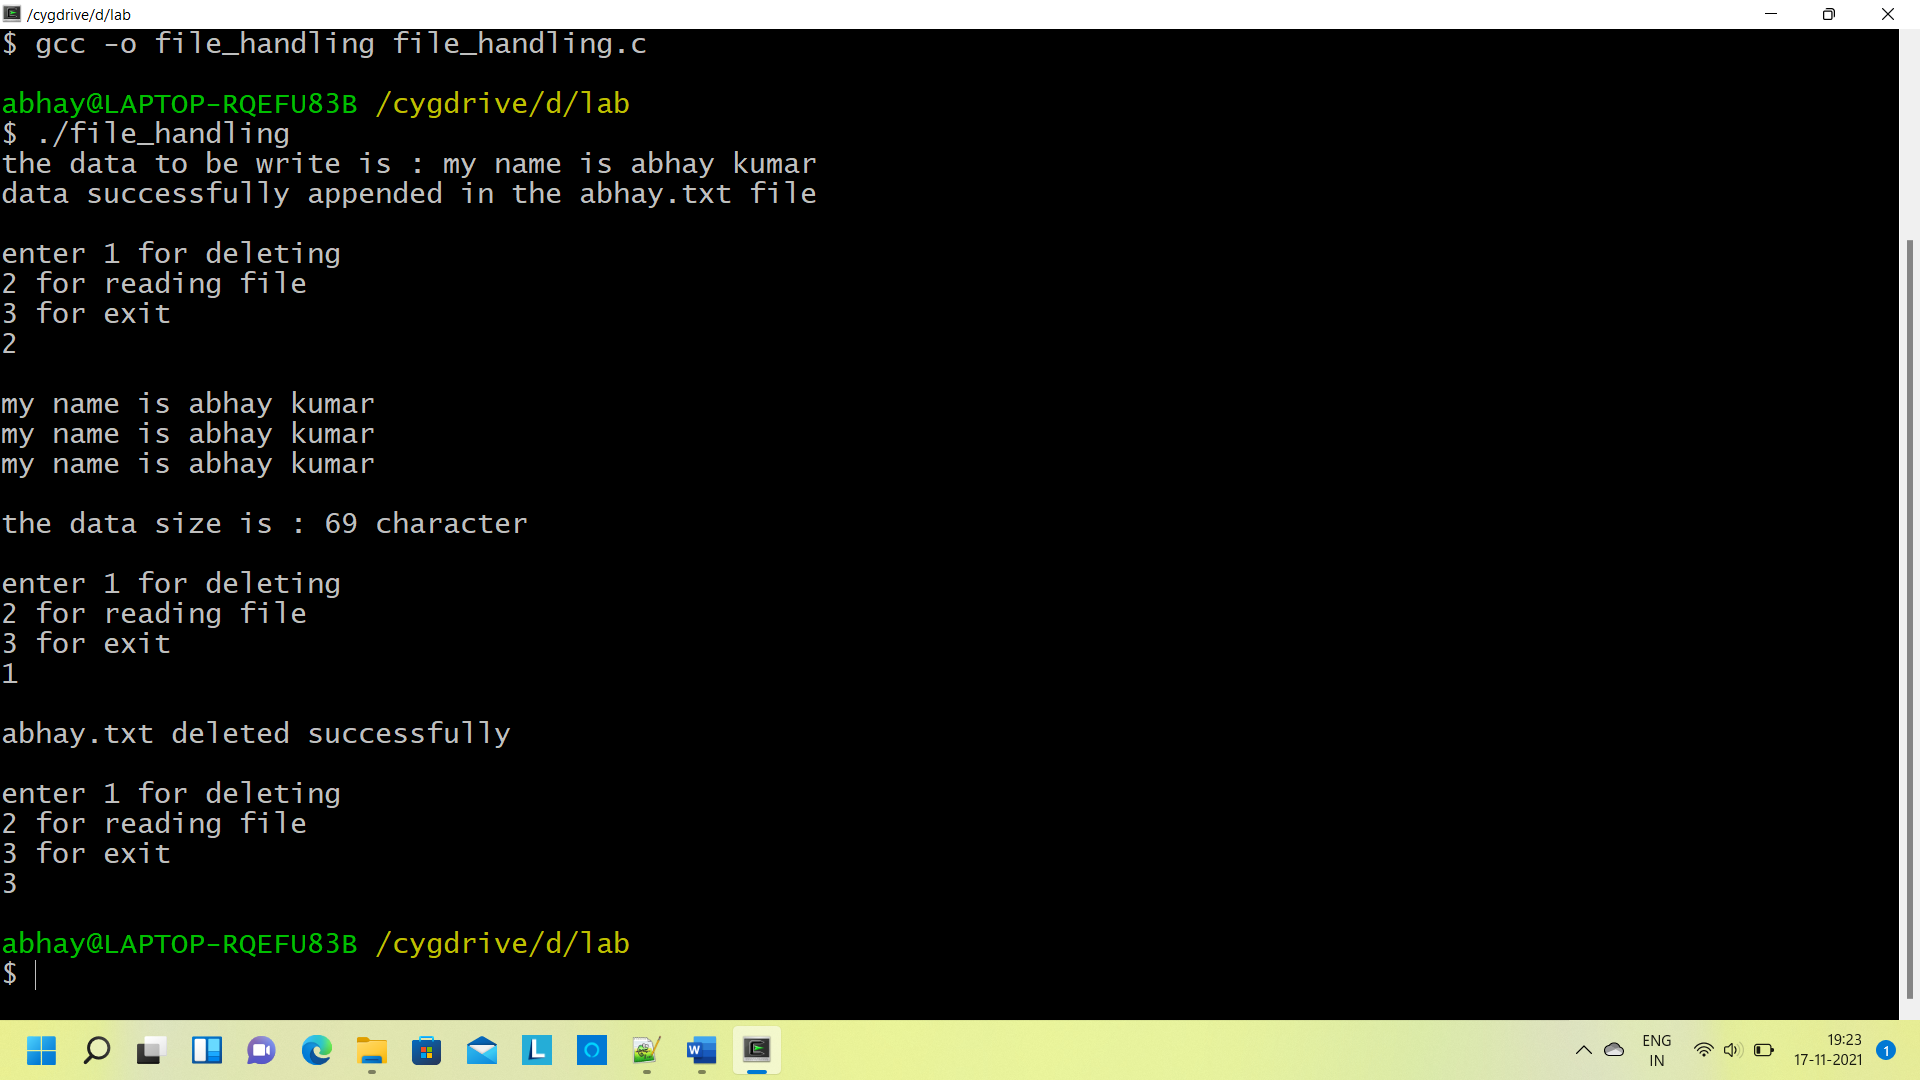 /cygdrive/d/lab
$ gcc -o file_handling file_handling.c
abhay@LAPTOP-RQEFU83B /cygdrive/d/lab
$ ./file_handling
the data to be write is : my name is abhay kumar
data successfully appended in the abhay.txt file
enter 1 for deleting
2 for reading file
3 for exit
2
my name is abhay kumar
my name is abhay kumar
my name is abhay kumar
the data size is : 69 character
enter 1 for deleting
2 for reading file
3 for exit
1
abhay.txt deleted successfully
enter 1 for deleting
2 for reading file
3 for exit
3
abhay@LAPTOP-RQEFU83B /cygdrive/d/lab
$
L
W
ENG
IN
19:23
17-11-2021
1